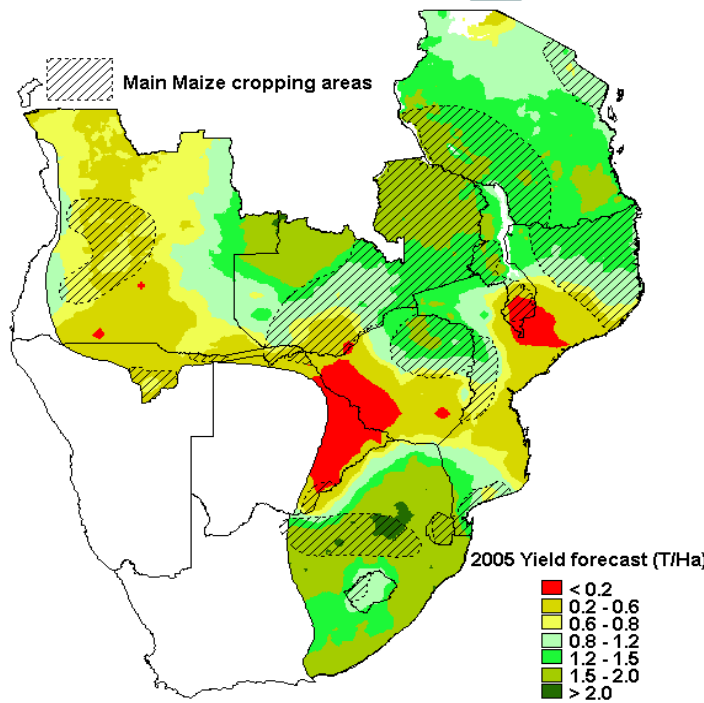 Main Maize cropping areas
2005 Yield forecast (T/Ha)
< 0.2
0.2 - 0.6
0.6 - 0.8
0.8 - 1.2
1.2 - 1.5
1.5 - 2.0
> 2.0